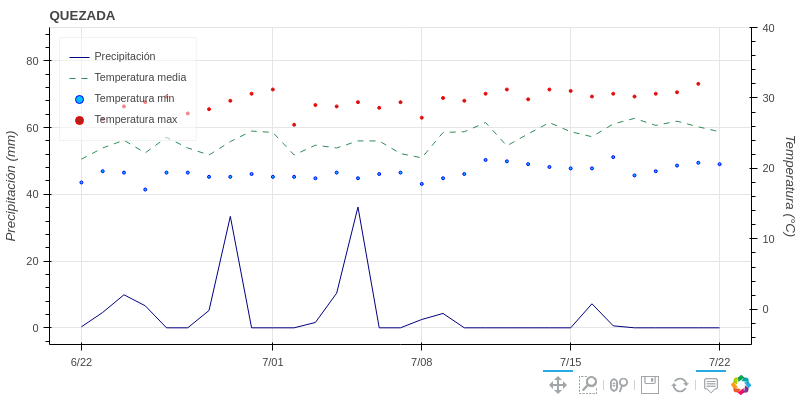 QUEZADA
Precipitación
Temperatura media
Temperatura min
Temperatura max
Precipitación (mm)
80
60
40
20
0
40
30
20
10
0
Temperatura (°C)
6/22
7/01
7/08
7/15
7/22